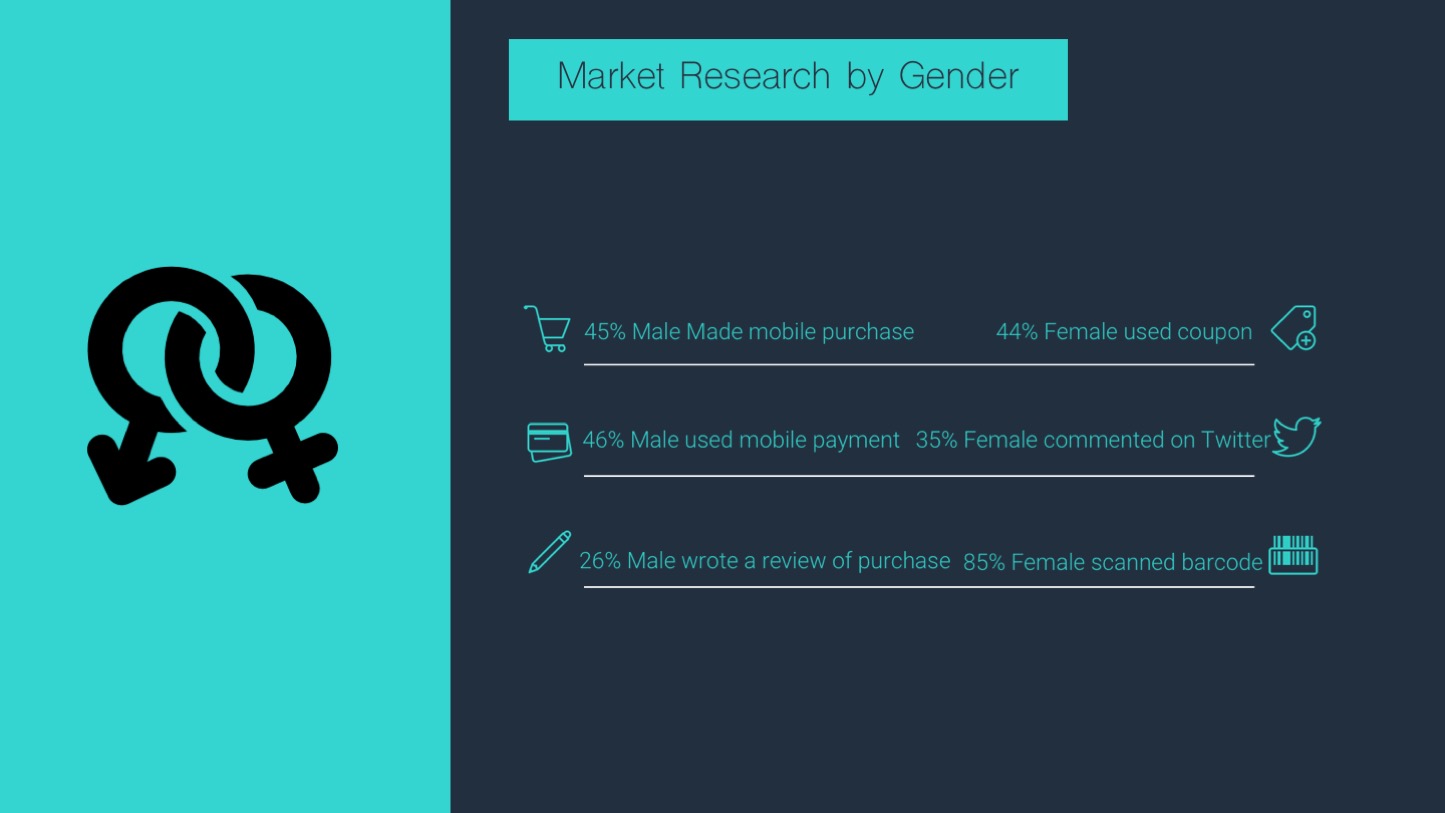 Market Research by Gender
45% Male Made mobile purchase 44% Female used coupon
46% Male used mobile payment 35% Female commented on Twitter
26% Male wrote a review of purchase 85% Female scanned barcode